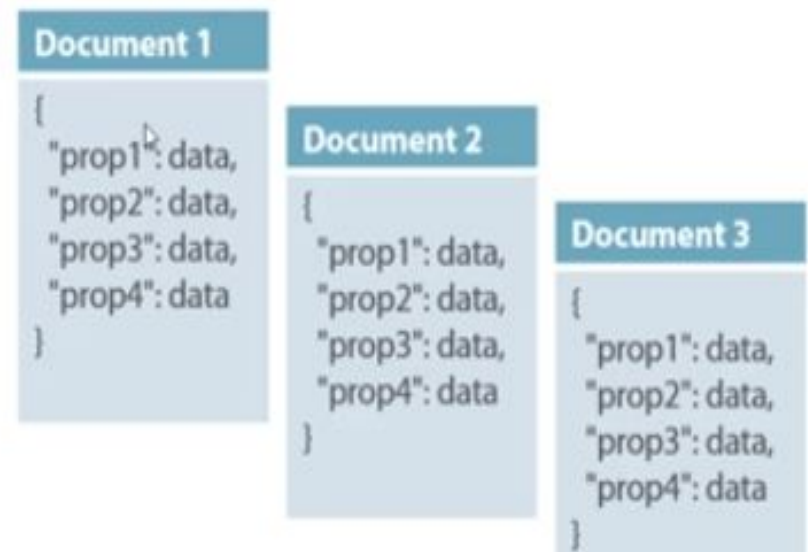 Document 1
{
"prop1": data,
"prop2": data,
"prop3": data,
"prop4": data
}
Document 2
{
"prop1": data,
"prop2": data,
"prop3": data,
"prop4": data
}
Document 3
{
"prop1": data,
"prop2": data,
"prop3": data,
"prop4": data
}